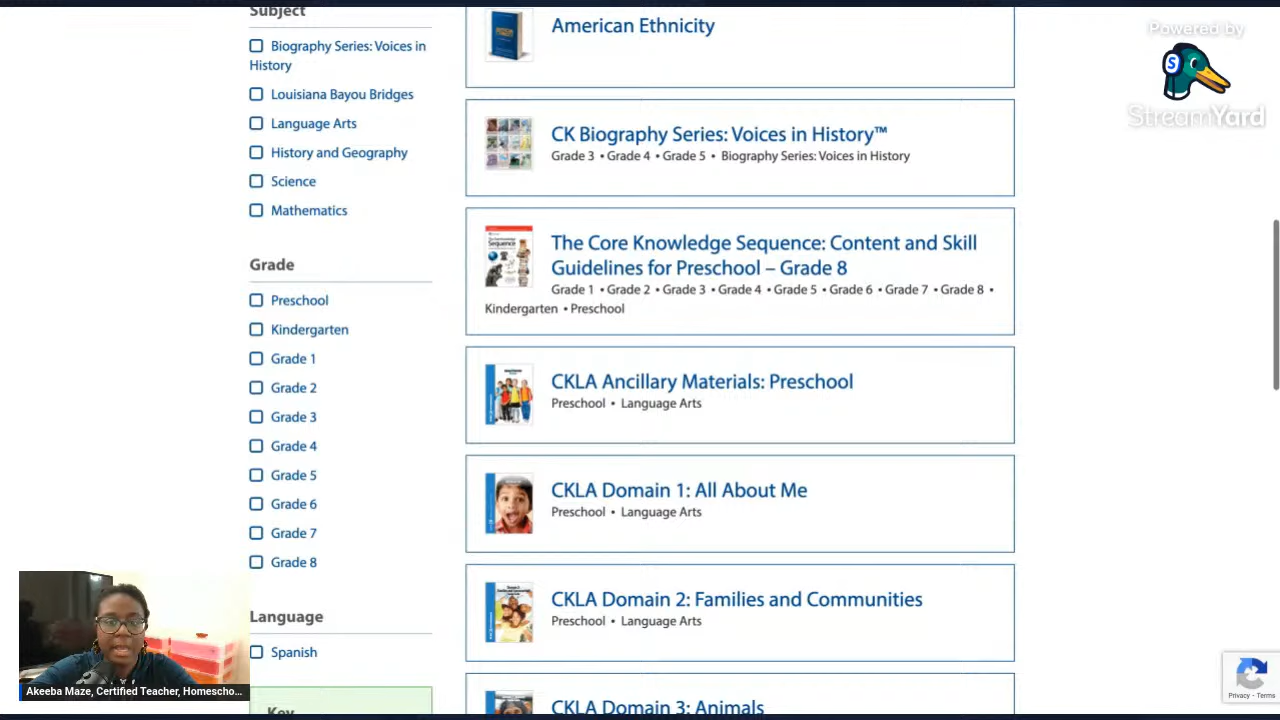 Subject
Biography Series: Voices in
History
Louisiana Bayou Bridges
Language Arts
History and Geography
Science
Mathematics
Grade
Preschool
Kindergarten
Grade 1
Grade 2
Grade 3
Grade 4
Grade 5
Grade 6
Grade 7
Grade 8
Language
Spanish
Key
American Ethnicity
CK Biography Series: Voices in History™
Grade 3 • Grade 4 • Grade 5 • Biography Series: Voices in History
The Core Knowledge Sequence: Content and Skill
Guidelines for Preschool – Grade 8
Grade 1 • Grade 2 • Grade 3 • Grade 4 • Grade 5 • Grade 6 • Grade 7 • Grade 8 •
Kindergarten • Preschool
CKLA Ancillary Materials: Preschool
Preschool • Language Arts
CKLA Domain 1: All About Me
Preschool • Language Arts
CKLA Domain 2: Families and Communities
Preschool • Language Arts
CKLA Domain 3: Animals
Powered by
S
StreamYard
Akeeba Maze, Certified Teacher, Homescho...
Privacy - Terms